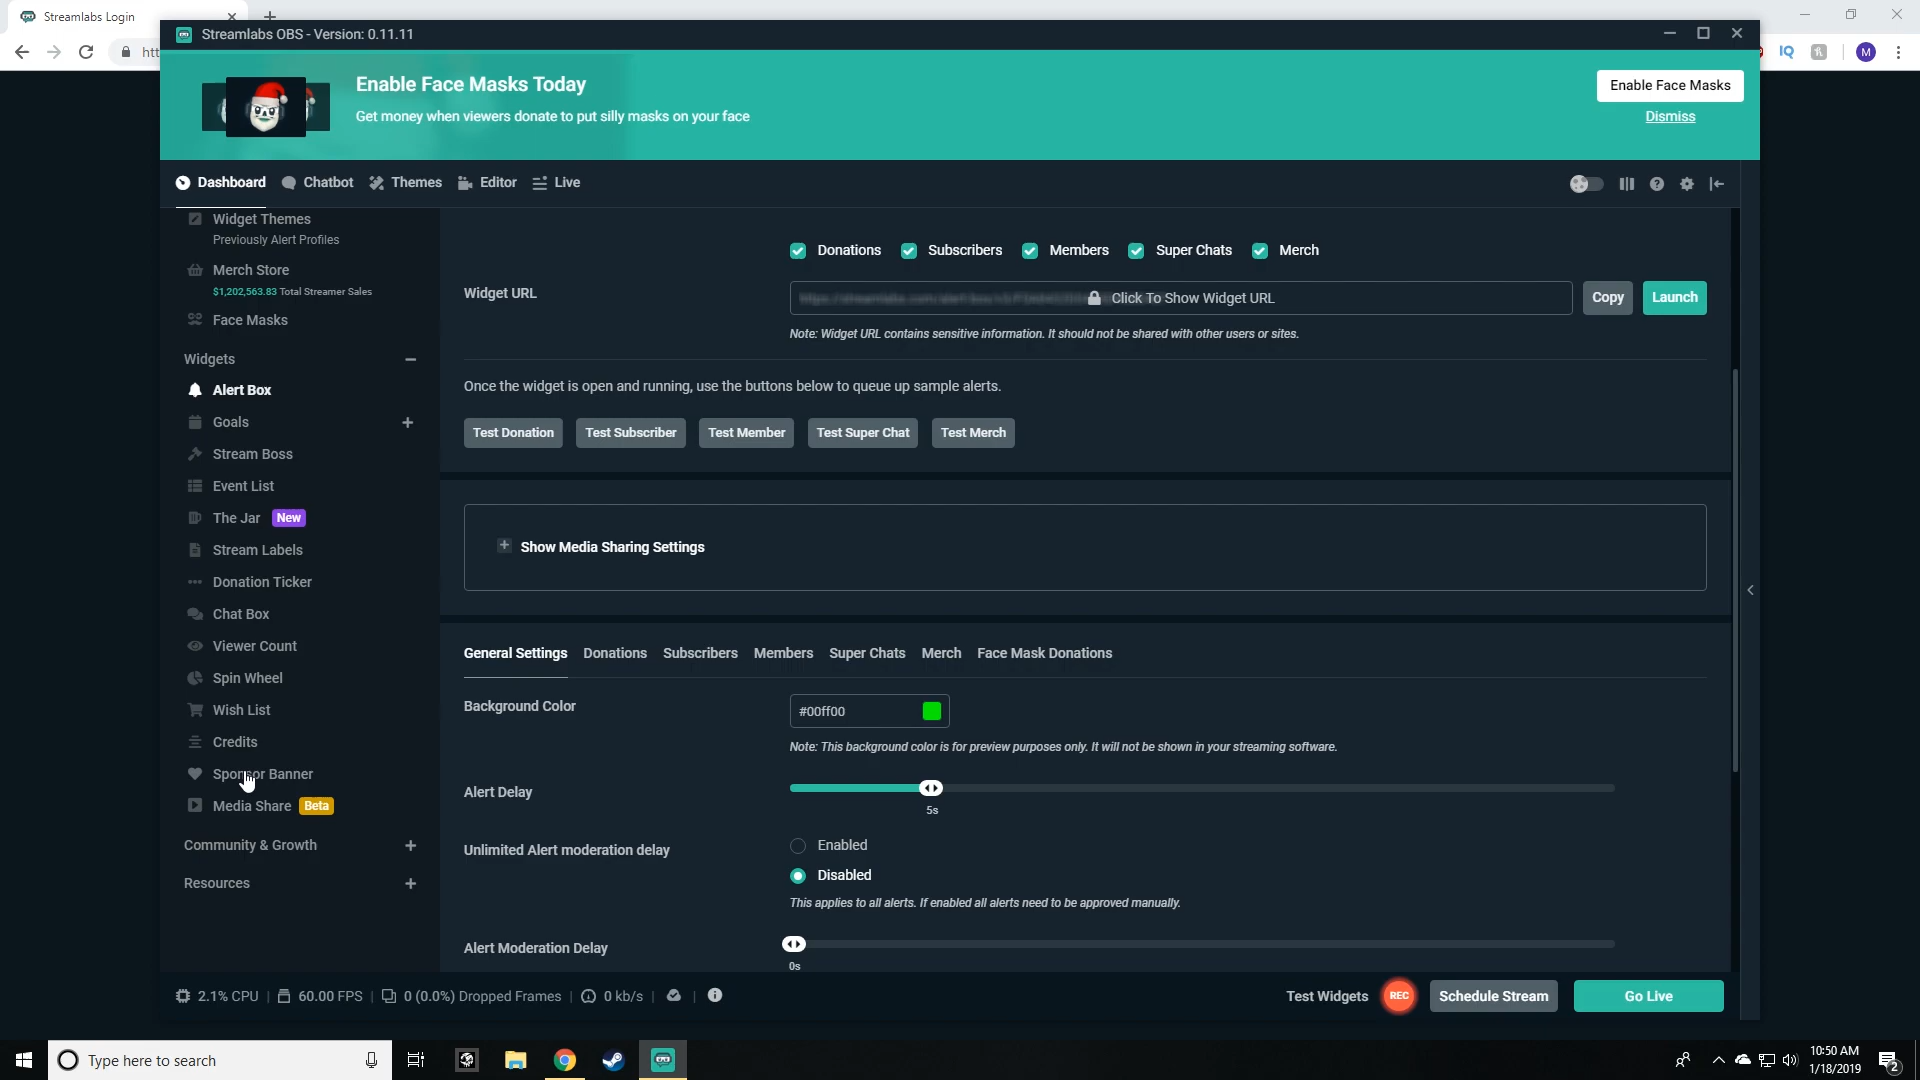 Streamlabs Login
Streamlabs OBS - Version: 0.11.11
htt
IQ
M
Enable Face Masks Today
Get money when viewers donate to put silly masks on your face
Enable Face Masks
Dismiss
Dashboard Chatbot Themes Editor Live
Widget Themes
Previously Alert Profiles
Merch Store
$1,202,563.83 Total Streamer Sales
Face Masks
Widgets
Alert Box
Goals
Stream Boss
Event List
The Jar New
Stream Labels
Donation Ticker
Chat Box
Viewer Count
Spin Wheel
Wish List
Credits
Sponsor Banner
Media Share Beta
Community & Growth
Resources
Donations Subscribers Members Super Chats Merch
Widget URL
Click To Show Widget URL
Copy
Launch
Note: Widget URL contains sensitive information. It should not be shared with other users or sites.
Once the widget is open and running, use the buttons below to queue up sample alerts.
Test Donation Test Subscriber Test Member Test Super Chat Test Merch
Show Media Sharing Settings
General Settings Donations Subscribers Members Super Chats Merch Face Mask Donations
Background Color
#00ff00
Note: This background color is for preview purposes only. It will not be shown in your streaming software.
Alert Delay
5s
Unlimited Alert moderation delay
Enabled
Disabled
This applies to all alerts. If enabled all alerts need to be approved manually.
Alert Moderation Delay
0s
2.1% CPU 60.00 FPS 0 (0.0%) Dropped Frames 0 kb/s
Test Widgets REC Schedule Stream Go Live
Type here to search
10:50 AM
1/18/2019
2